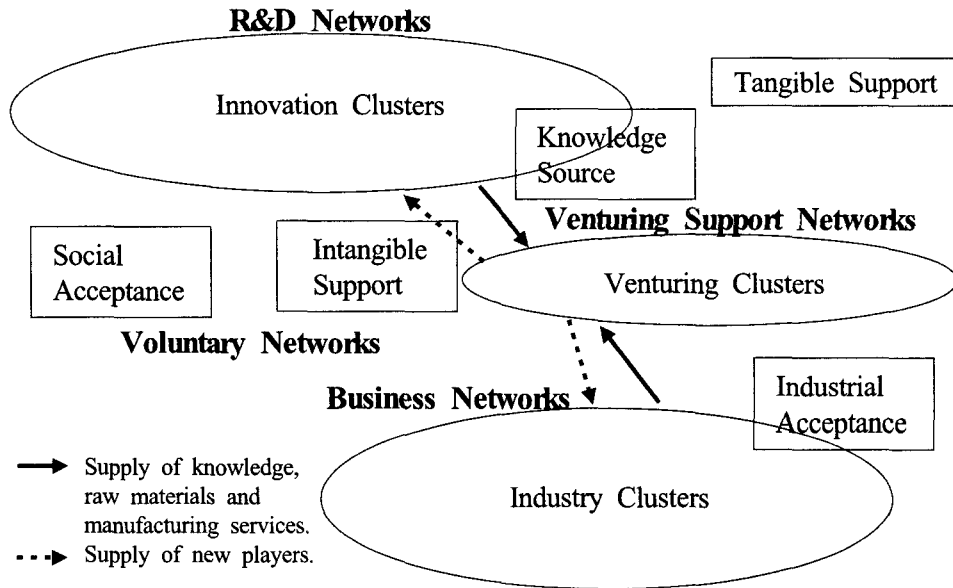 R&D Networks
Innovation Clusters
Tangible Support
Knowledge
Source
Venturing Support Networks
Social
Acceptance
Intangible
Support
Venturing Clusters
Voluntary Networks
Business Networks
Industrial
Acceptance
Industry Clusters
Supply of knowledge,
raw materials and
manufacturing services.
Supply of new players.